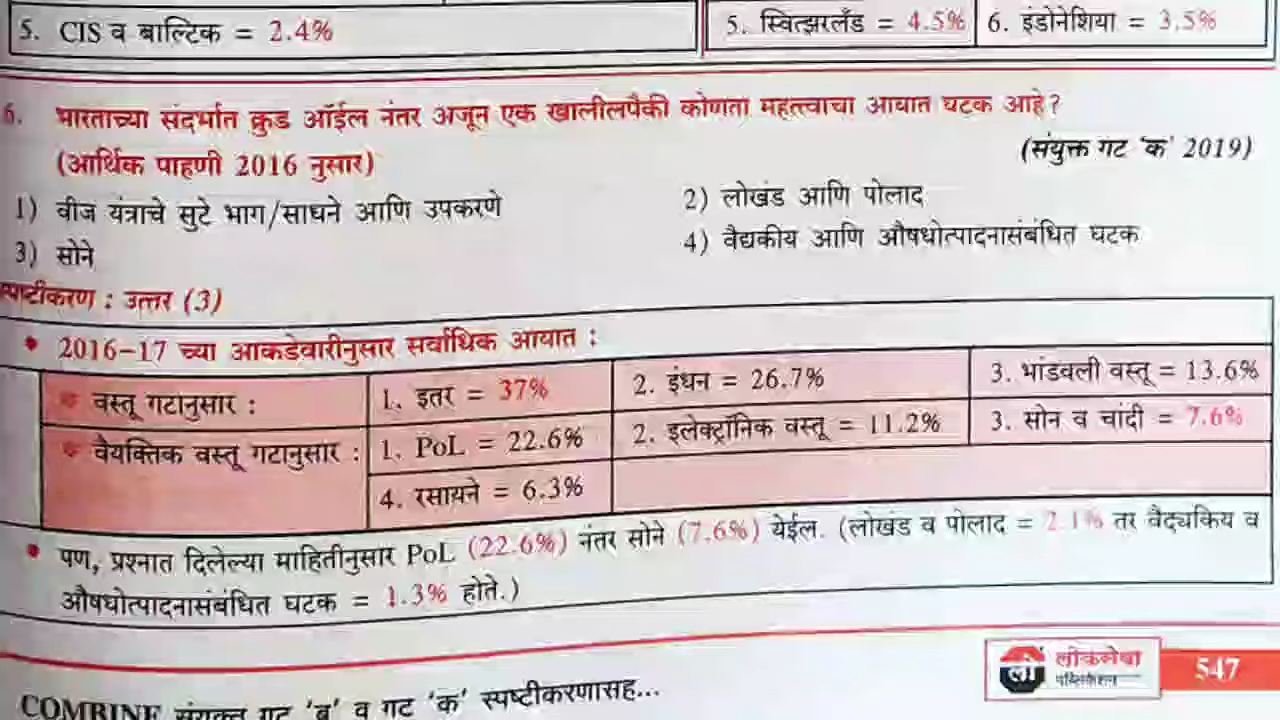 5. CIS व बाल्टिक = 2.4%
5. स्वित्झरलँड = 4.5%
6. इंडोनेशिया = 3.5%
6. भारताच्या संदर्भात क्रुड ऑईल नंतर अजून एक खालीलपैकी कोणता महत्त्वाचा आयात घटक आहे?
(आर्थिक पाहणी 2016 नुसार)
(संयुक्त गट 'क' 2019)
1) वीज यंत्राचे सुटे भाग/साधने आणि उपकरणे
2) लोखंड आणि पोलाद
3) सोने
4) वैद्यकीय आणि औषधोत्पादनासंबंधित घटक
स्पष्टीकरण : उत्तर (3)
• 2016-17 च्या आकडेवारीनुसार सर्वाधिक आयात :
वस्तू गटानुसार :
1. इतर = 37%
2. इंधन = 26.7%
3. भांडवली वस्तू = 13.6%
वैयक्तिक वस्तू गटानुसार :
1. PoL = 22.6%
2. इलेक्ट्रॉनिक वस्तू = 11.2%
3. सोन व चांदी = 7.6%
4. रसायने = 6.3%
• पण, प्रश्नात दिलेल्या माहितीनुसार PoL (22.6%) नंतर सोने (7.6%) येईल. (लोखंड व पोलाद = 2.1% तर वैद्यकिय व
औषधोत्पादनासंबंधित घटक = 1.3% होते.)
लोकसेवा
पब्लिकेशन
547
COMBINE संयुक्त गट 'ब' व गट 'क' स्पष्टीकरणासह...